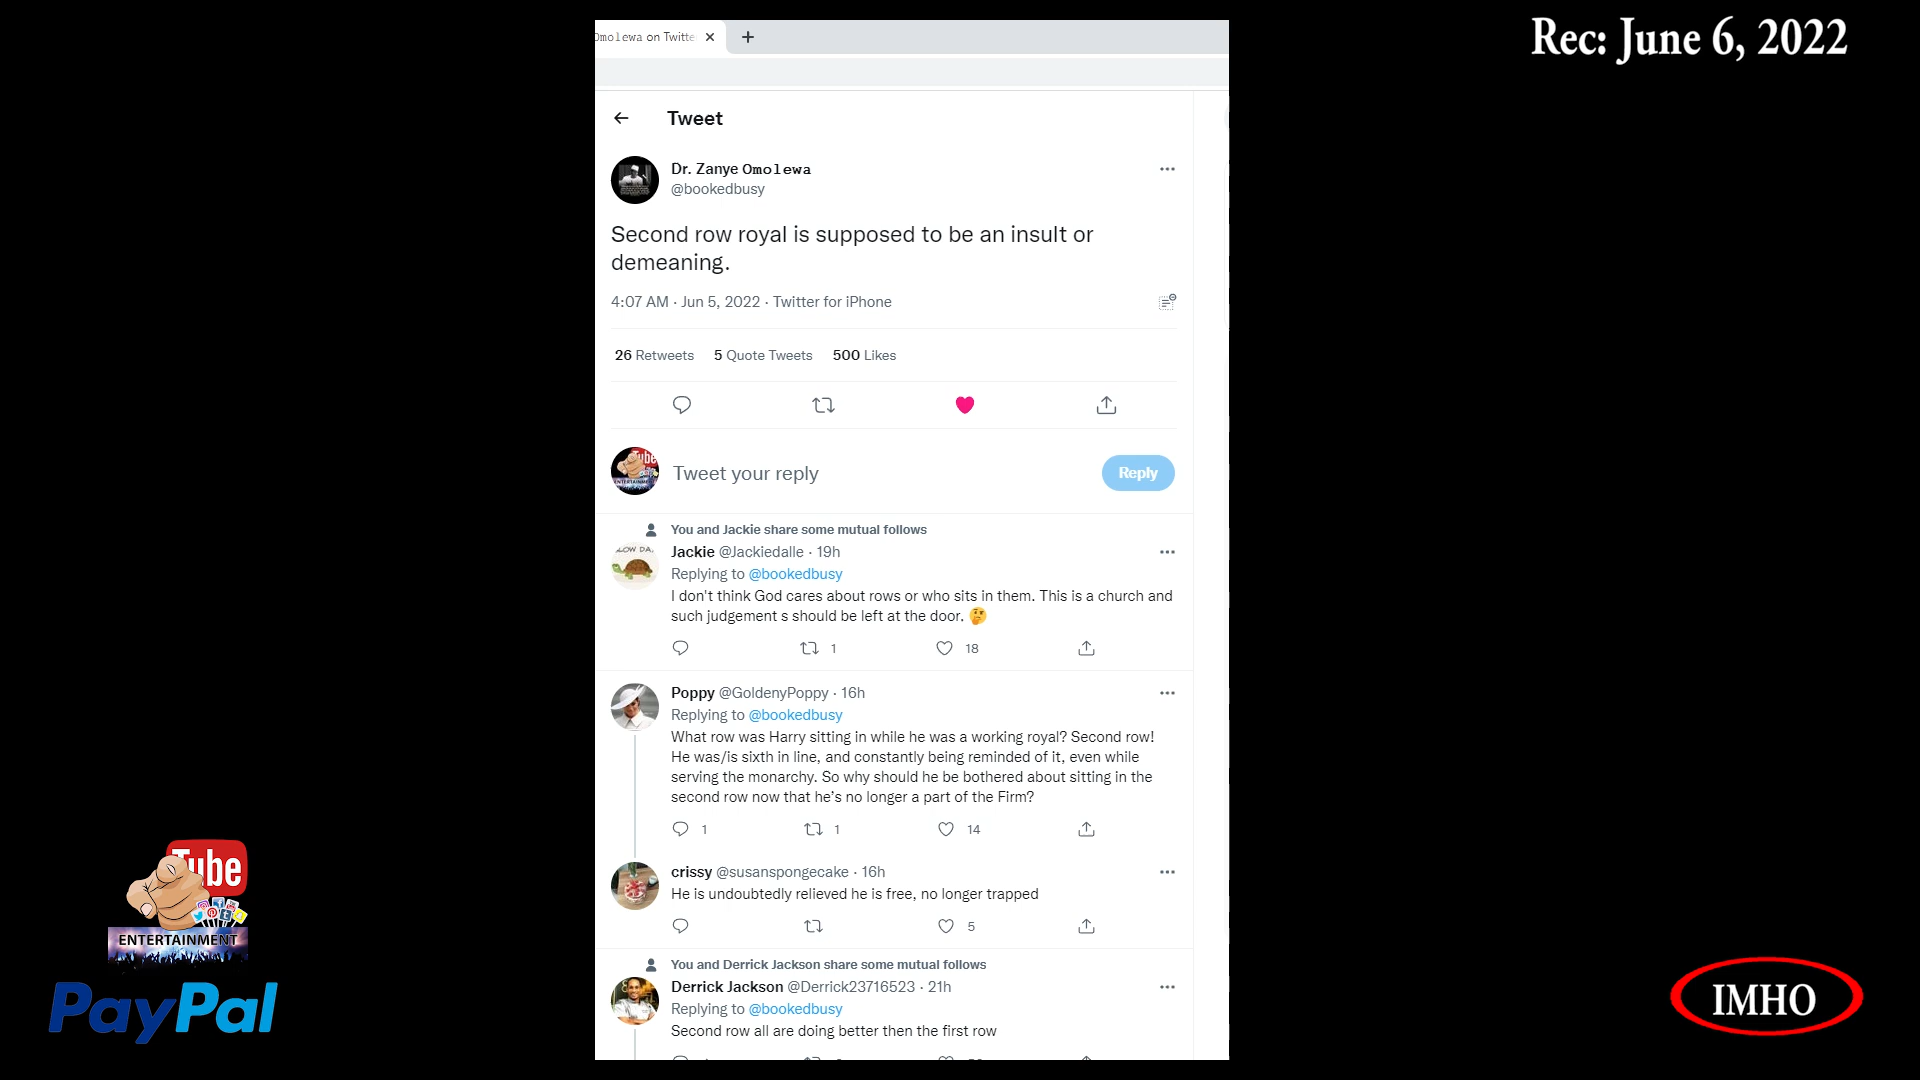 Omolewa on Twitte
Rec: June 6, 2022
Tweet
Dr. Zanye Omolewa
@bookedbusy
Second row royal is supposed to be an insult or
demeaning.
4:07 AM · Jun 5, 2022 · Twitter for iPhone
26 Retweets 5 Quote Tweets 500 Likes
Tweet your reply
Reply
You and Jackie share some mutual follows
Jackie @Jackiedalle · 19h
Replying to @bookedbusy
I don't think God cares about rows or who sits in them. This is a church and
such judgement s should be left at the door. 🤔
1 18
Poppy @GoldenyPoppy · 16h
Replying to @bookedbusy
What row was Harry sitting in while he was a working royal? Second row!
He was/is sixth in line, and constantly being reminded of it, even while
serving the monarchy. So why should he be bothered about sitting in the
second row now that he’s no longer a part of the Firm?
1 1 14
crissy @susanspongecake · 16h
He is undoubtedly relieved he is free, no longer trapped
5
You and Derrick Jackson share some mutual follows
Derrick Jackson @Derrick23716523 · 21h
Replying to @bookedbusy
Second row all are doing better then the first row
Tube
ENTERTAINMENT
PayPal
IMHO